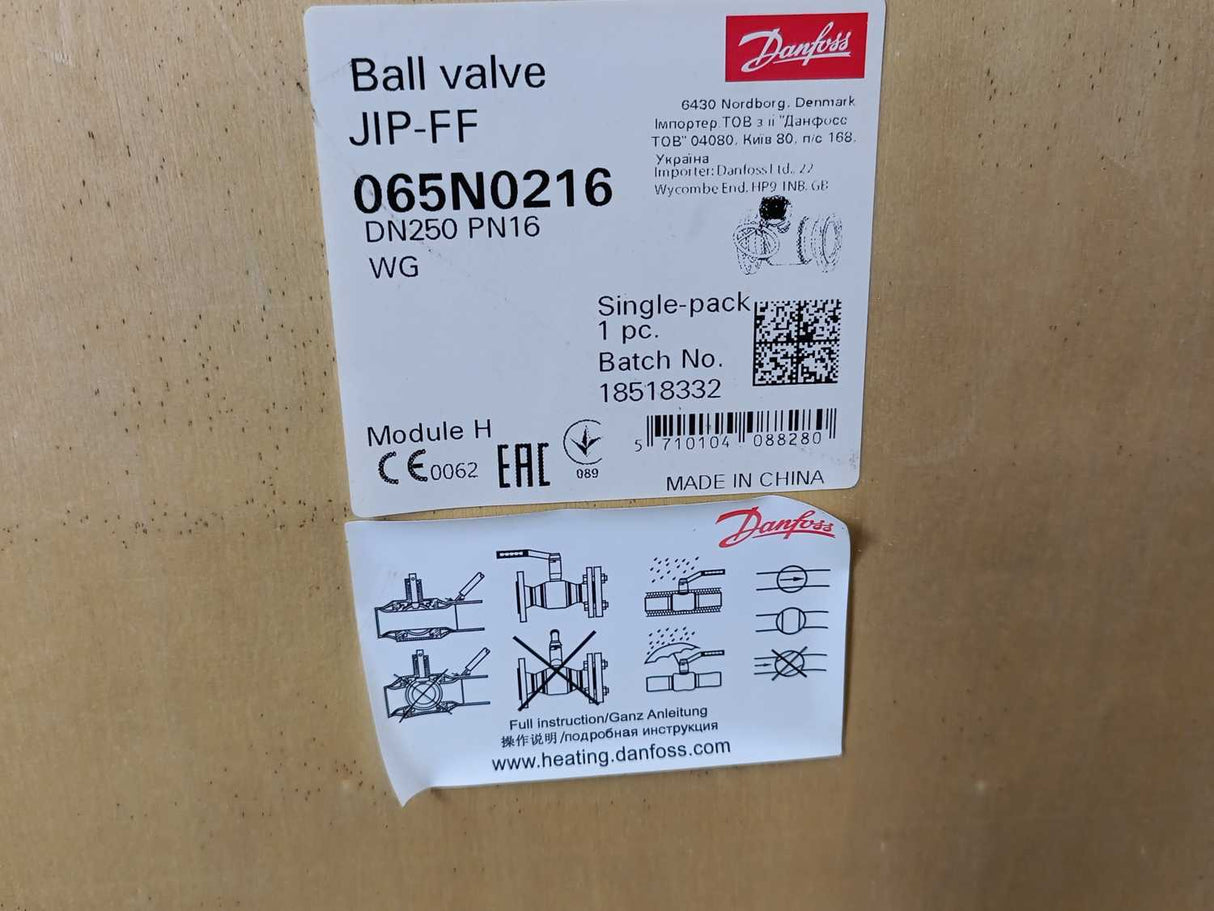 Ball valve
JIP-FF
065N0216
DN250 PN16
WG
Danfoss
6430 Nordborg. Denmark
Імпортер ТОВ з іі "Данфосс
ТОВ" 04080. Київ 80. п/с 168.
Україна
Importer: Danfoss Ltd., 22
Wycombe End. HP9 1NB. GB
Single-pack
1 pc.
Batch No.
18518332
Module H
CE 0062
EAC
089
5 710104 088280
MADE IN CHINA
Danfoss
Full instruction/Ganz Anleitung
操作说明/подробная инструкция
www.heating.danfoss.com